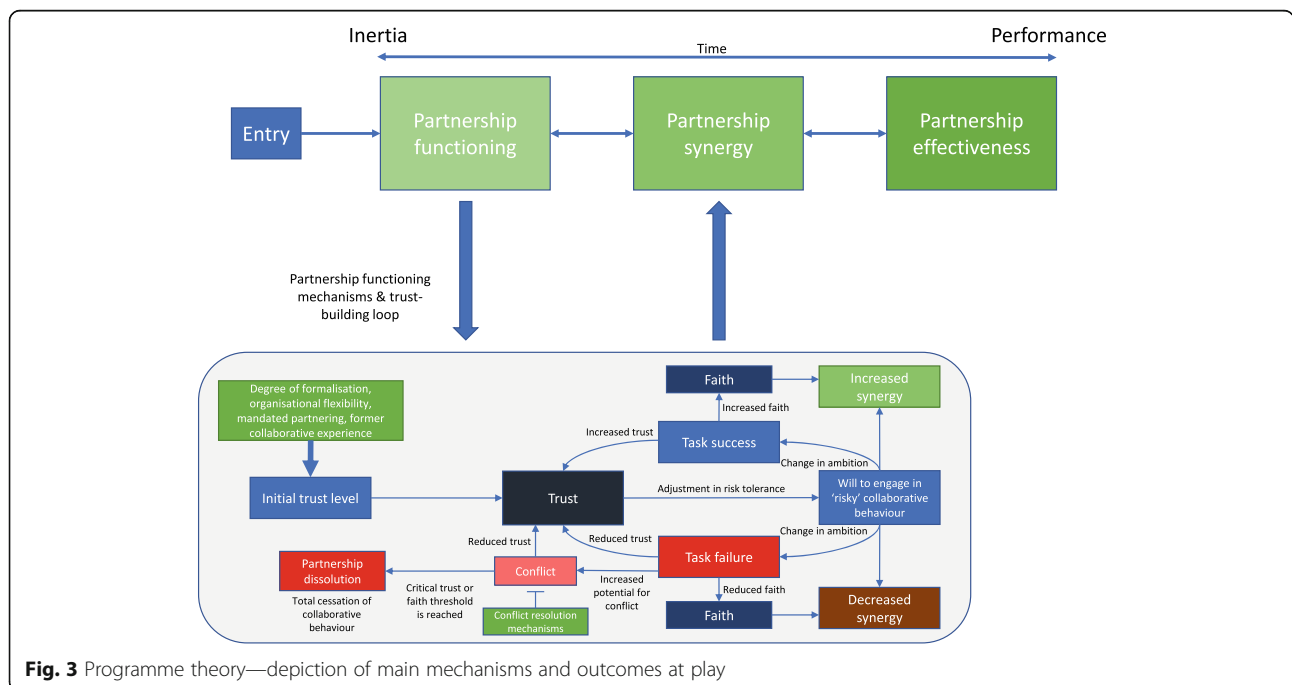 Inertia
Performance
Time
Entry
Partnership
functioning
Partnership
synergy
Partnership
effectiveness
Partnership functioning
mechanisms & trust-
building loop
Degree of formalisation,
organisational flexibility,
mandated partnering, former
collaborative experience
Faith
Increased
synergy
Increased faith
Increased trust
Task success
Change in ambition
Initial trust level
Trust
Adjustment in risk tolerance
Will to engage in
‘risky’ collaborative
behaviour
Change in ambition
Reduced trust
Reduced trust
Task failure
Partnership
dissolution
Conflict
Increased
potential for
conflict
Reduced faith
Critical trust or
faith threshold
is reached
Total cessation of
collaborative
behaviour
Conflict resolution
mechanisms
Faith
Decreased
synergy
Fig. 3 Programme theory—depiction of main mechanisms and outcomes at play